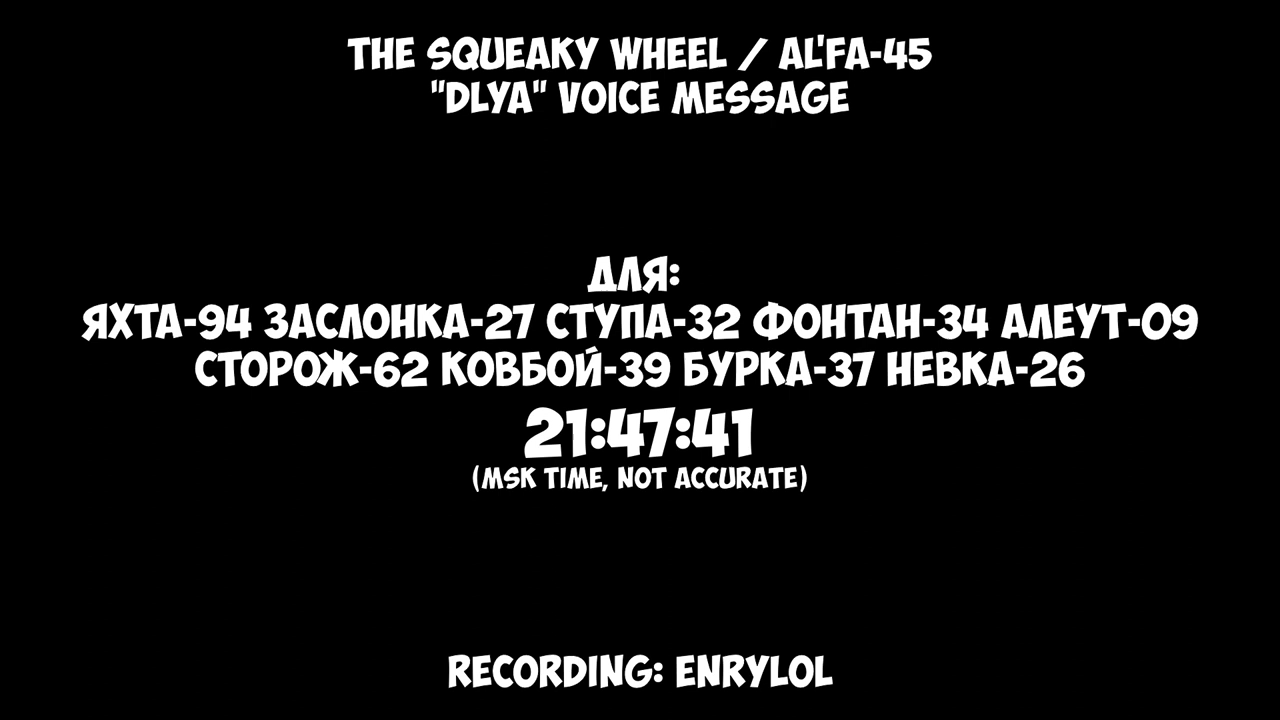 THE SQUEAKY WHEEL / AL'FA-45
"DLYA" VOICE MESSAGE
ДЛЯ:
ЯХТА-94 ЗАСЛОНКА-27 СТУПА-32 ФОНТАН-34 АЛЕУТ-09
СТОРОЖ-62 КОВБОЙ-39 БУРКА-37 НЕВКА-26
21:47:41
(MSK TIME, NOT ACCURATE)
RECORDING: ENRYLOL